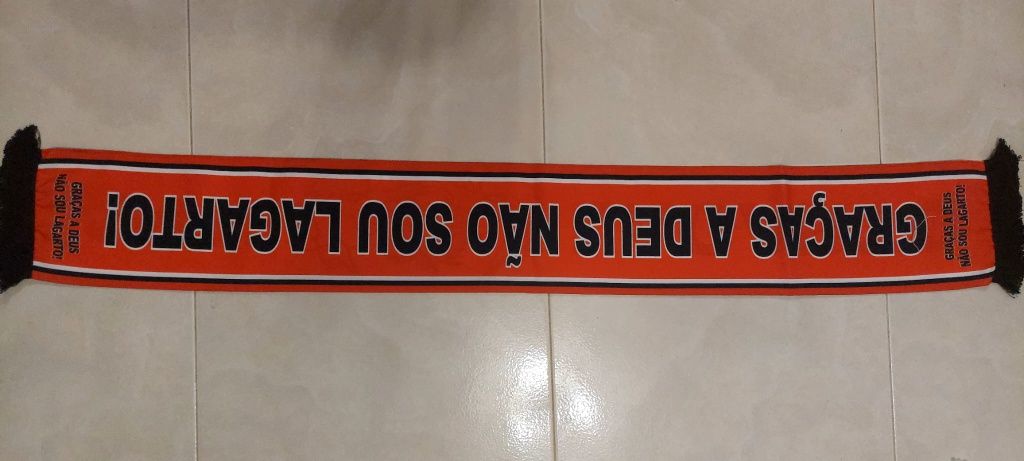 GRAÇAS A DEUS NÃO SOU LAGARTO!
GRAÇAS A DEUS
NÃO SOU LAGARTO!
GRAÇAS A DEUS
NÃO SOU LAGARTO!